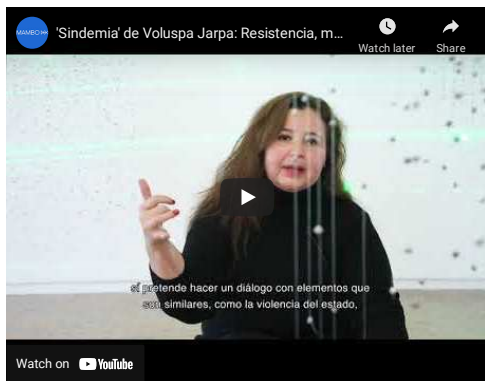 MAMBO
'Sindemia' de Voluspa Jarpa: Resistencia, m...
Watch later
Share
sí pretende hacer un diálogo con elementos que
son similares, como la violencia del estado,
Watch on YouTube